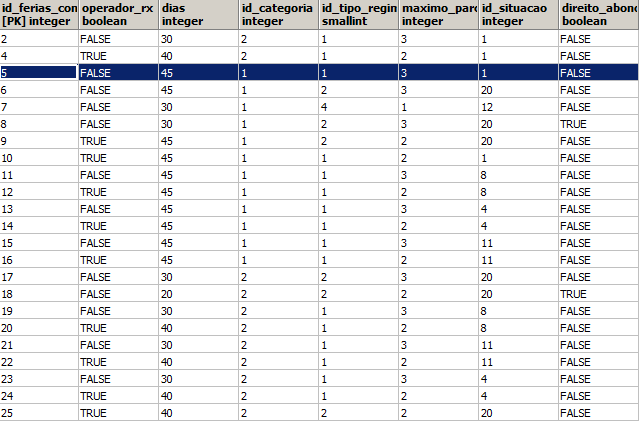 id_ferias_con operador_rx dias id_categoria id_tipo_regin maximo_parc id_situacao direito_abono
[PK] integer boolean integer integer smallint integer integer boolean
2 FALSE 30 2 1 3 1 FALSE
4 TRUE 40 2 1 2 1 FALSE
5 FALSE 45 1 1 3 1 FALSE
6 FALSE 45 1 2 3 20 FALSE
7 FALSE 30 1 4 1 12 FALSE
8 FALSE 30 1 2 3 20 TRUE
9 TRUE 45 1 2 2 20 FALSE
10 TRUE 45 1 1 2 1 FALSE
11 FALSE 45 1 1 3 8 FALSE
12 TRUE 45 1 1 2 8 FALSE
13 FALSE 45 1 1 3 4 FALSE
14 TRUE 45 1 1 2 4 FALSE
15 FALSE 45 1 1 3 11 FALSE
16 TRUE 45 1 1 2 11 FALSE
17 FALSE 30 2 2 3 20 FALSE
18 FALSE 20 2 2 2 20 TRUE
19 FALSE 30 2 1 3 8 FALSE
20 TRUE 40 2 1 2 8 FALSE
21 FALSE 30 2 1 3 11 FALSE
22 TRUE 40 2 1 2 11 FALSE
23 FALSE 30 2 1 3 4 FALSE
24 TRUE 40 2 1 2 4 FALSE
25 TRUE 40 2 2 2 20 FALSE